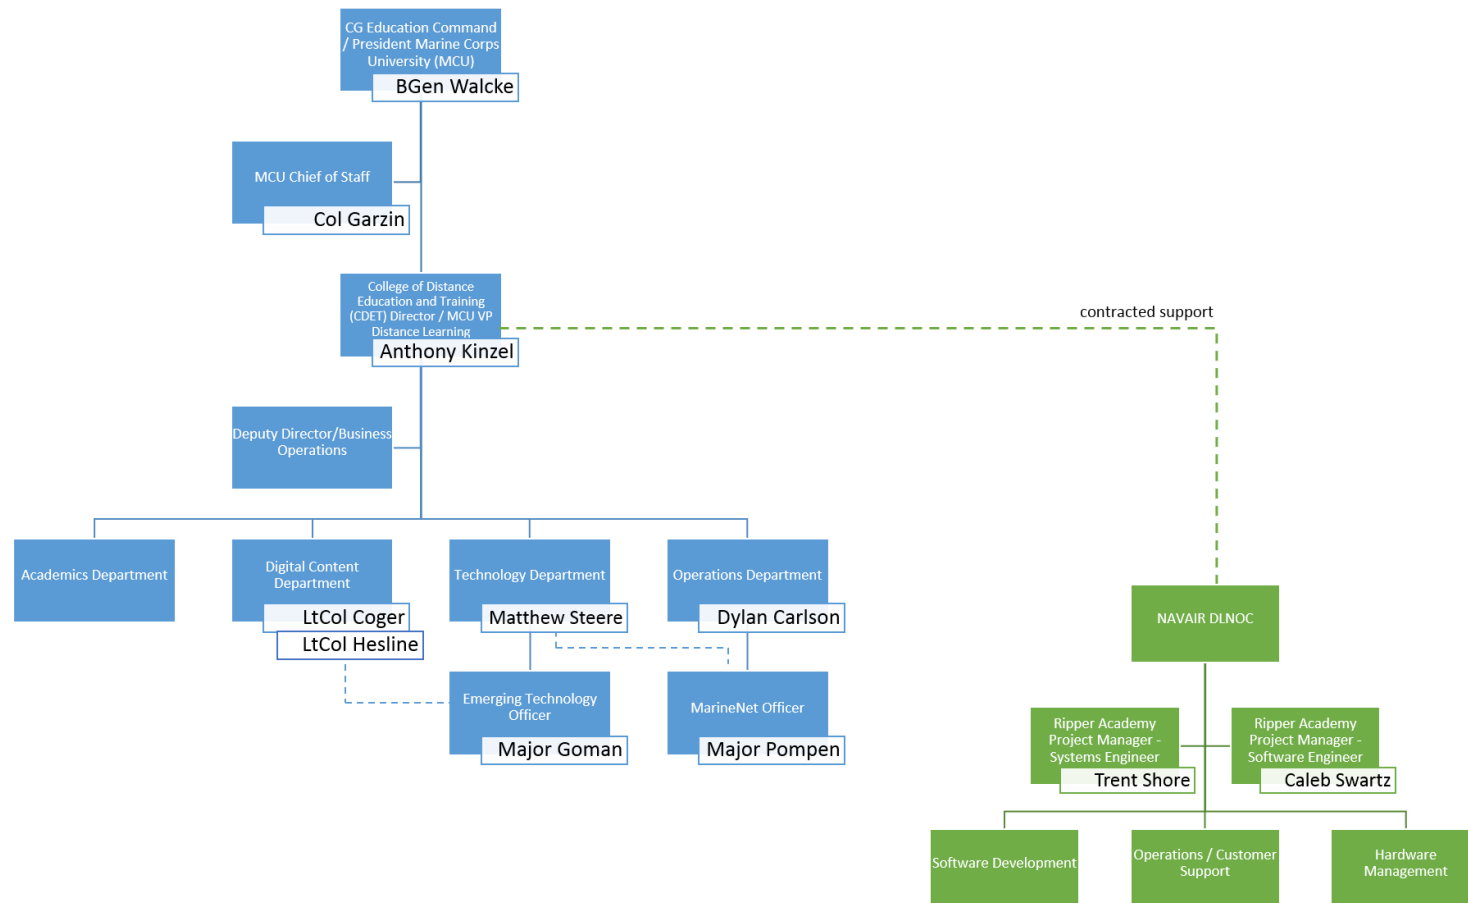 CG Education Command
/ President Marine Corps
University (MCU)
BGen Walcke
MCU Chief of Staff
Col Garzin
College of Distance
Education and Training
(CDET) Director / MCU VP
Distance Learning
Anthony Kinzel
contracted support
Deputy Director/Business
Operations
Academics Department
Digital Content
Department
LtCol Coger
LtCol Hesline
Technology Department
Matthew Steere
Operations Department
Dylan Carlson
Emerging Technology
Officer
Major Goman
MarineNet Officer
Major Pompen
NAVAIR DLNOC
Ripper Academy
Project Manager -
Systems Engineer
Trent Shore
Ripper Academy
Project Manager -
Software Engineer
Caleb Swartz
Software Development
Operations / Customer
Support
Hardware
Management